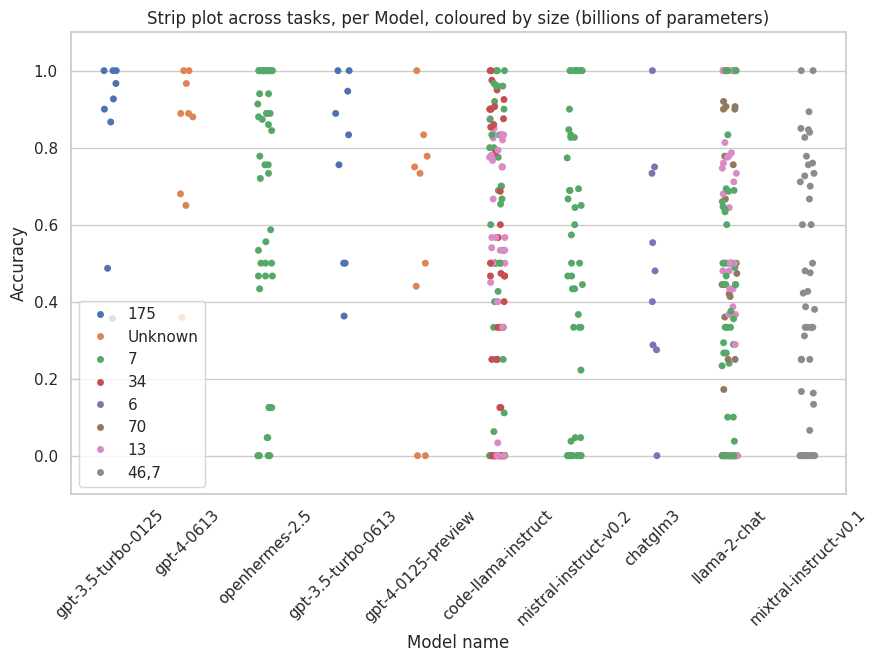 Strip plot across tasks, per Model, coloured by size (billions of parameters)
Accuracy
1.0
0.8
0.6
0.4
0.2
0.0
175
Unknown
7
34
6
70
13
46,7
gpt-3.5-turbo-0125
gpt-4-0613
openhermes-2.5
gpt-3.5-turbo-0613
gpt-4-0125-preview
code-llama-instruct
mistral-instruct-v0.2
chatglm3
llama-2-chat
mixtral-instruct-v0.1
Model name